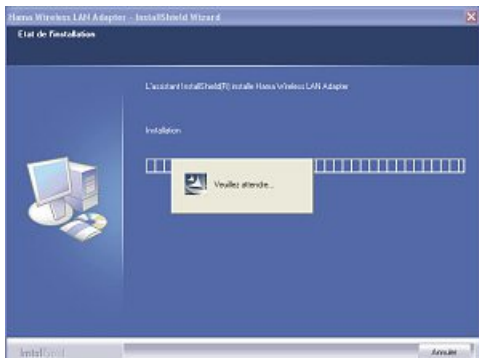 Hama Wireless LAN Adapter - InstallShield Wizard
Etat de l'installation
L'assistant InstallShield(R) installe Hama Wireless LAN Adapter
Installation
Veuillez attendre...
InstallShield
Annuler